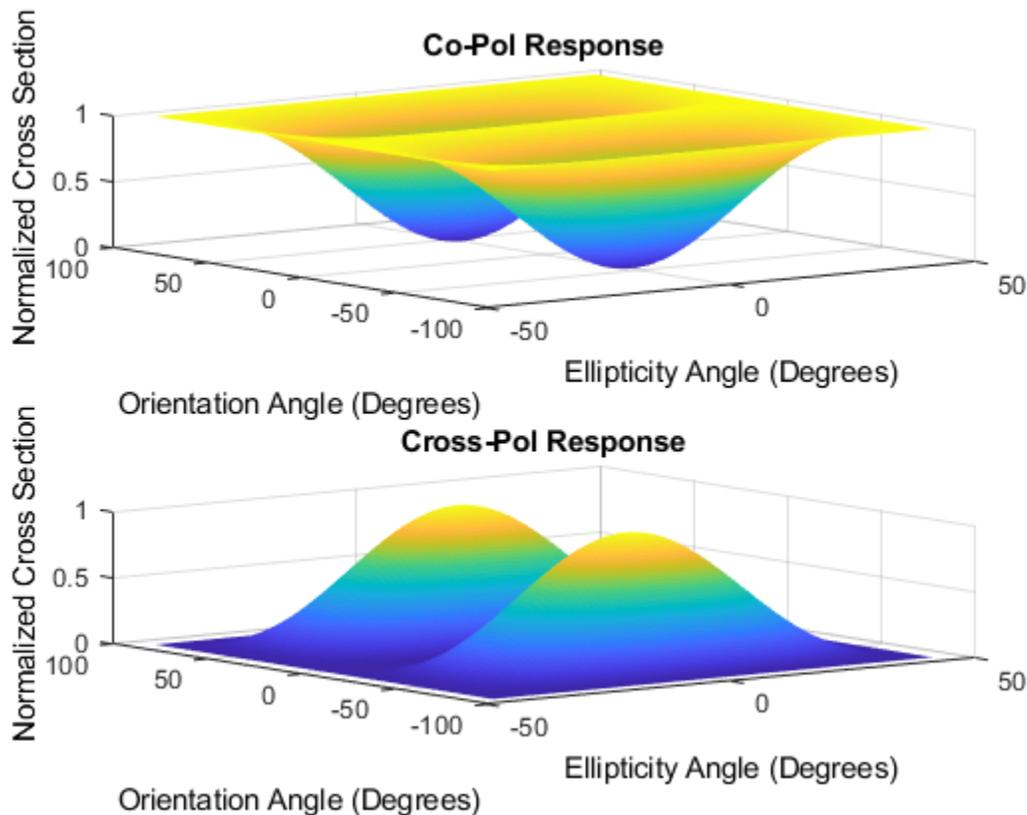 Co-Pol Response
Normalized Cross Section
1
0.5
0
100
50
0
-50
-100
-50
0
50
Ellipticity Angle (Degrees)
Orientation Angle (Degrees)
Cross-Pol Response
Normalized Cross Section
1
0.5
0
100
50
0
-50
-100
-50
0
50
Ellipticity Angle (Degrees)
Orientation Angle (Degrees)